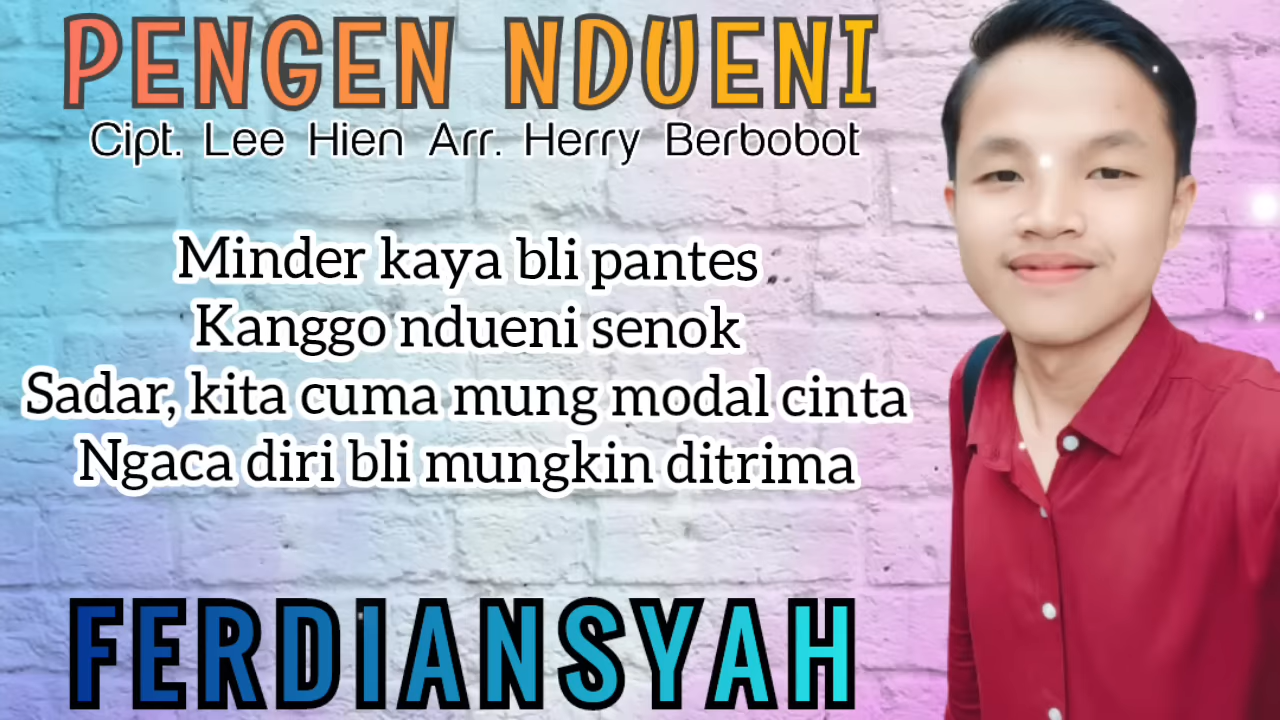 PENGEN NDUENI
Cipt. Lee Hien Arr. Herry Berbobot
Minder kaya bli pantes
Kanggo ndueni senok
Sadar, kita cuma mung modal cinta
Ngaca diri bli mungkin ditrima
FERDIANSYAH